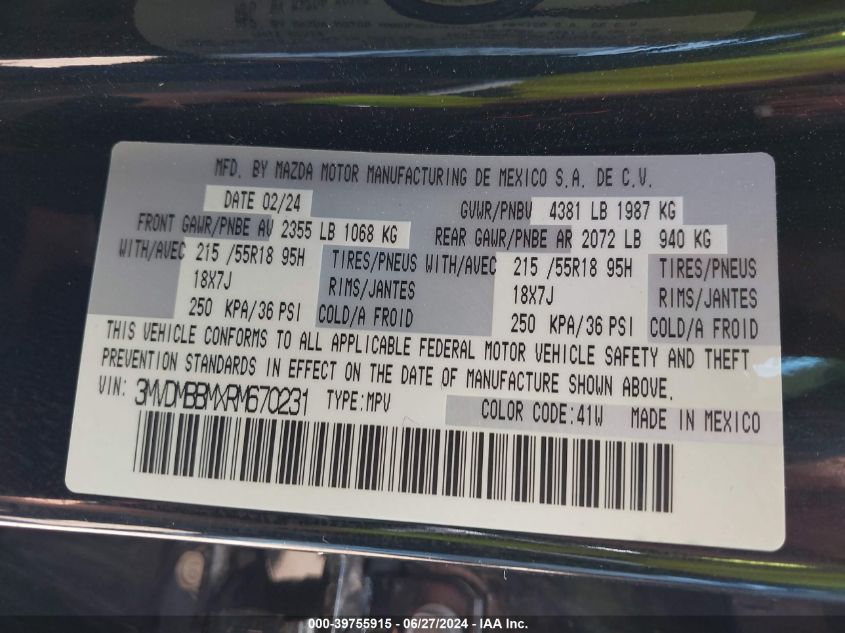 MFD. BY MAZDA MOTOR MANUFACTURING DE MEXICO S.A. DE C.V.
DATE 02/24 GVWR/PNBV 4381 LB 1987 KG
FRONT GAWR/PNBE AV 2355 LB 1068 KG REAR GAWR/PNBE AR 2072 LB 940 KG
WITH/AVEC 215 /55R18 95H TIRES/PNEUS WITH/AVEC 215 /55R18 95H TIRES/PNEUS
18X7J RIMS/JANTES 18X7J RIMS/JANTES
250 KPA/36 PSI COLD/A FROID 250 KPA/36 PSI COLD/A FROID
THIS VEHICLE CONFORMS TO ALL APPLICABLE FEDERAL MOTOR VEHICLE SAFETY AND THEFT
PREVENTION STANDARDS IN EFFECT ON THE DATE OF MANUFACTURE SHOWN ABOVE.
VIN: 3MVDMBBMXRM670231 TYPE:MPV COLOR CODE:41W MADE IN MEXICO
000-39755915 - 06/27/2024 - IAA Inc.